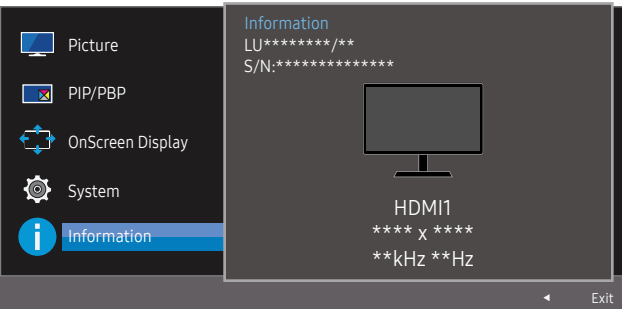 Picture
PIP/PBP
OnScreen Display
System
Information
Information
LU********/**
S/N:**************
HDMI1
**** x ****
**kHz **Hz
Exit